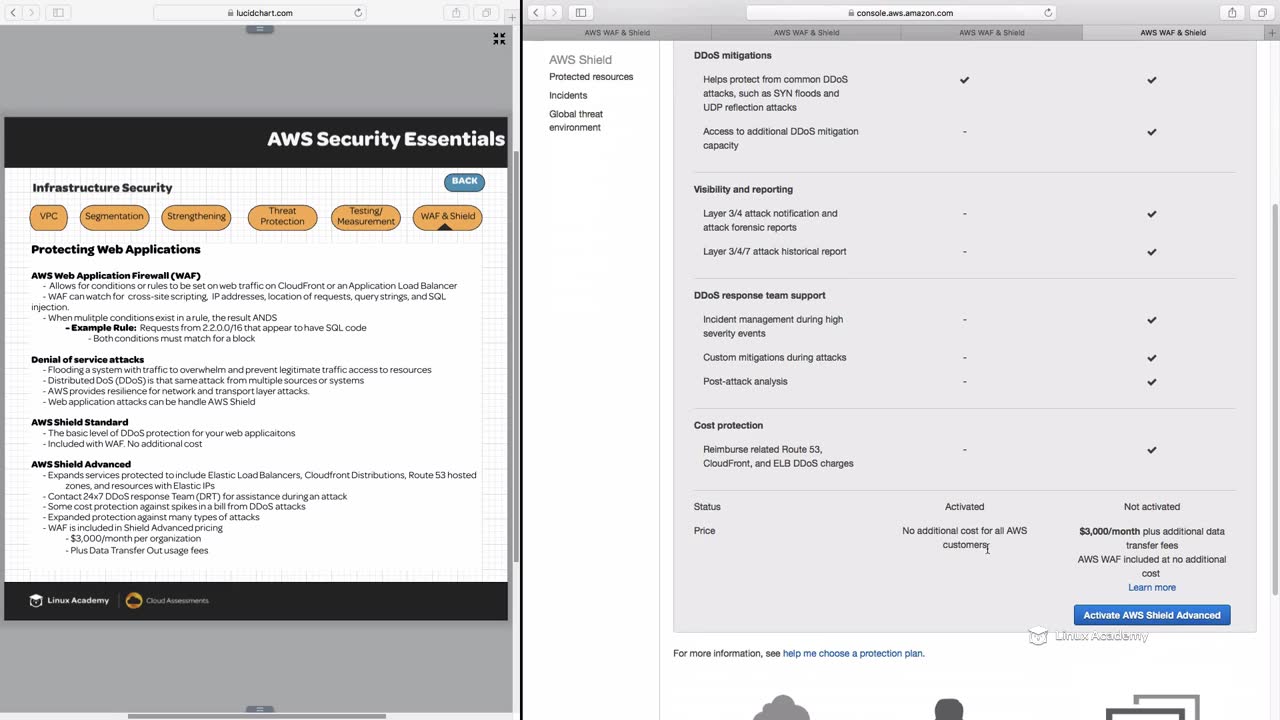 lucidchart.com
AWS Security Essentials
Infrastructure Security
BACK
VPC
Segmentation
Strengthening
Threat
Protection
Testing/
Measurement
WAF & Shield
Protecting Web Applications
AWS Web Application Firewall (WAF)
- Allows for conditions or rules to be set on web traffic on CloudFront or an Application Load Balancer
- WAF can watch for cross-site scripting, IP addresses, location of requests, query strings, and SQL
injection.
- When mulitple conditions exist in a rule, the result ANDS
- Example Rule: Requests from 2.2.0.0/16 that appear to have SQL code
- Both conditions must match for a block
Denial of service attacks
- Flooding a system with traffic to overwhelm and prevent legitimate traffic access to resources
- Distributed DoS (DDoS) is that same attack from multiple sources or systems
- AWS provides resilience for network and transport layer attacks.
- Web application attacks can be handle AWS Shield
AWS Shield Standard
- The basic level of DDoS protection for your web applicaitons
- Included with WAF. No additional cost
AWS Shield Advanced
- Expands services protected to include Elastic Load Balancers, Cloudfront Distributions, Route 53 hosted
zones, and resources with Elastic IPs
- Contact 24x7 DDoS response Team (DRT) for assistance during an attack
- Some cost protection against spikes in a bill from DDoS attacks
- Expanded protection against many types of attacks
- WAF is included in Shield Advanced pricing
- $3,000/month per organization
- Plus Data Transfer Out usage fees
Linux Academy
Cloud Assessments
console.aws.amazon.com
AWS WAF & Shield
AWS WAF & Shield
AWS WAF & Shield
AWS WAF & Shield
AWS Shield
Protected resources
Incidents
Global threat
environment
DDoS mitigations
Helps protect from common DDoS
attacks, such as SYN floods and
UDP reflection attacks
Access to additional DDoS mitigation
capacity
-
Visibility and reporting
Layer 3/4 attack notification and
attack forensic reports
-
Layer 3/4/7 attack historical report
-
DDoS response team support
Incident management during high
severity events
-
Custom mitigations during attacks
-
Post-attack analysis
-
Cost protection
Reimburse related Route 53,
CloudFront, and ELB DDoS charges
-
Status
Activated
Not activated
Price
No additional cost for all AWS
customers
$3,000/month plus additional data
transfer fees
AWS WAF included at no additional
cost
Learn more
Activate AWS Shield Advanced
Linux Academy
For more information, see help me choose a protection plan.